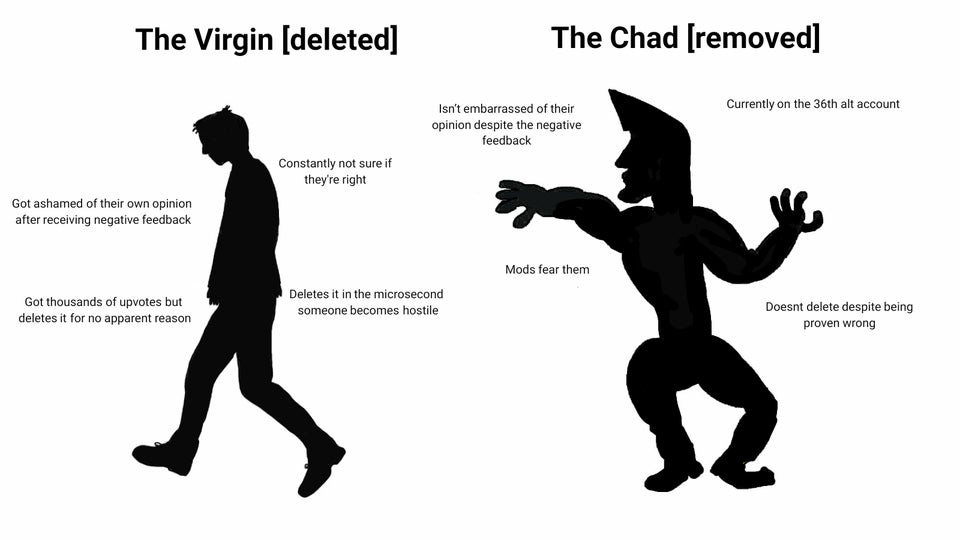 The Virgin [deleted]
Constantly not sure if
they're right
Got ashamed of their own opinion
after receiving negative feedback
Deletes it in the microsecond
someone becomes hostile
Got thousands of upvotes but
deletes it for no apparent reason
The Chad [removed]
Isn't embarrassed of their
opinion despite the negative
feedback
Currently on the 36th alt account
Mods fear them
Doesnt delete despite being
proven wrong